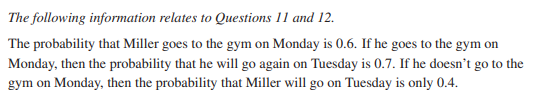 The following information relates to Questions 11 and 12.
The probability that Miller goes to the gym on Monday is 0.6. If he goes to the gym on
Monday, then the probability that he will go again on Tuesday is 0.7. If he doesn’t go to the
gym on Monday, then the probability that Miller will go on Tuesday is only 0.4.